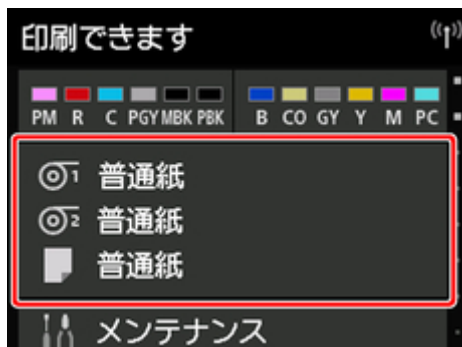 印刷できます
PM R C PGY MBK PBK B CO GY Y M PC
1 普通紙
2 普通紙
普通紙
メンテナンス